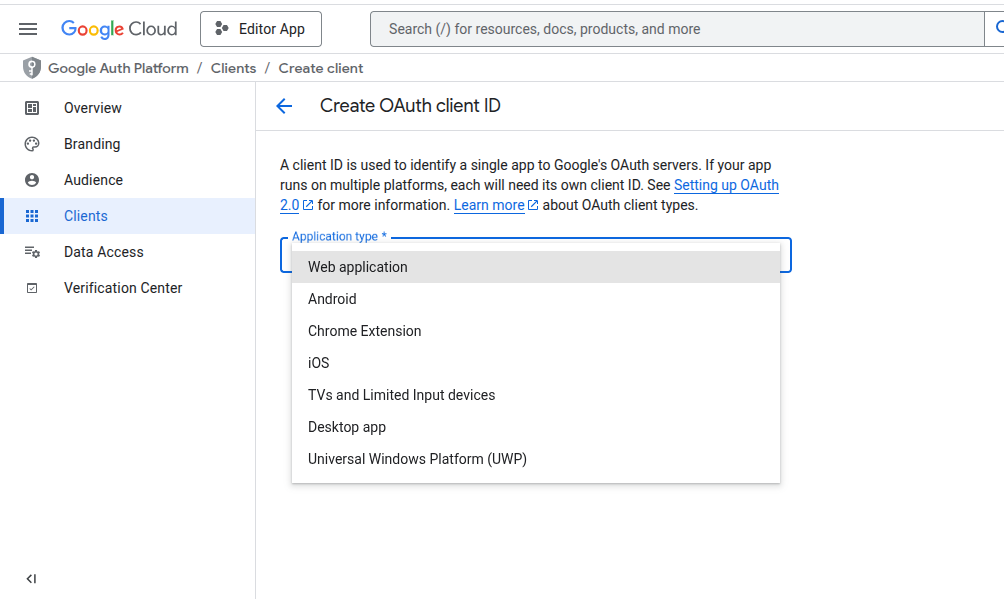 Google Cloud
Editor App
Search (/) for resources, docs, products, and more
Google Auth Platform / Clients / Create client
Overview
Branding
Audience
Clients
Data Access
Verification Center
Create OAuth client ID
A client ID is used to identify a single app to Google's OAuth servers. If your app
runs on multiple platforms, each will need its own client ID. See Setting up OAuth
2.0 for more information. Learn more about OAuth client types.
Application type *
Web application
Android
Chrome Extension
iOS
TVs and Limited Input devices
Desktop app
Universal Windows Platform (UWP)